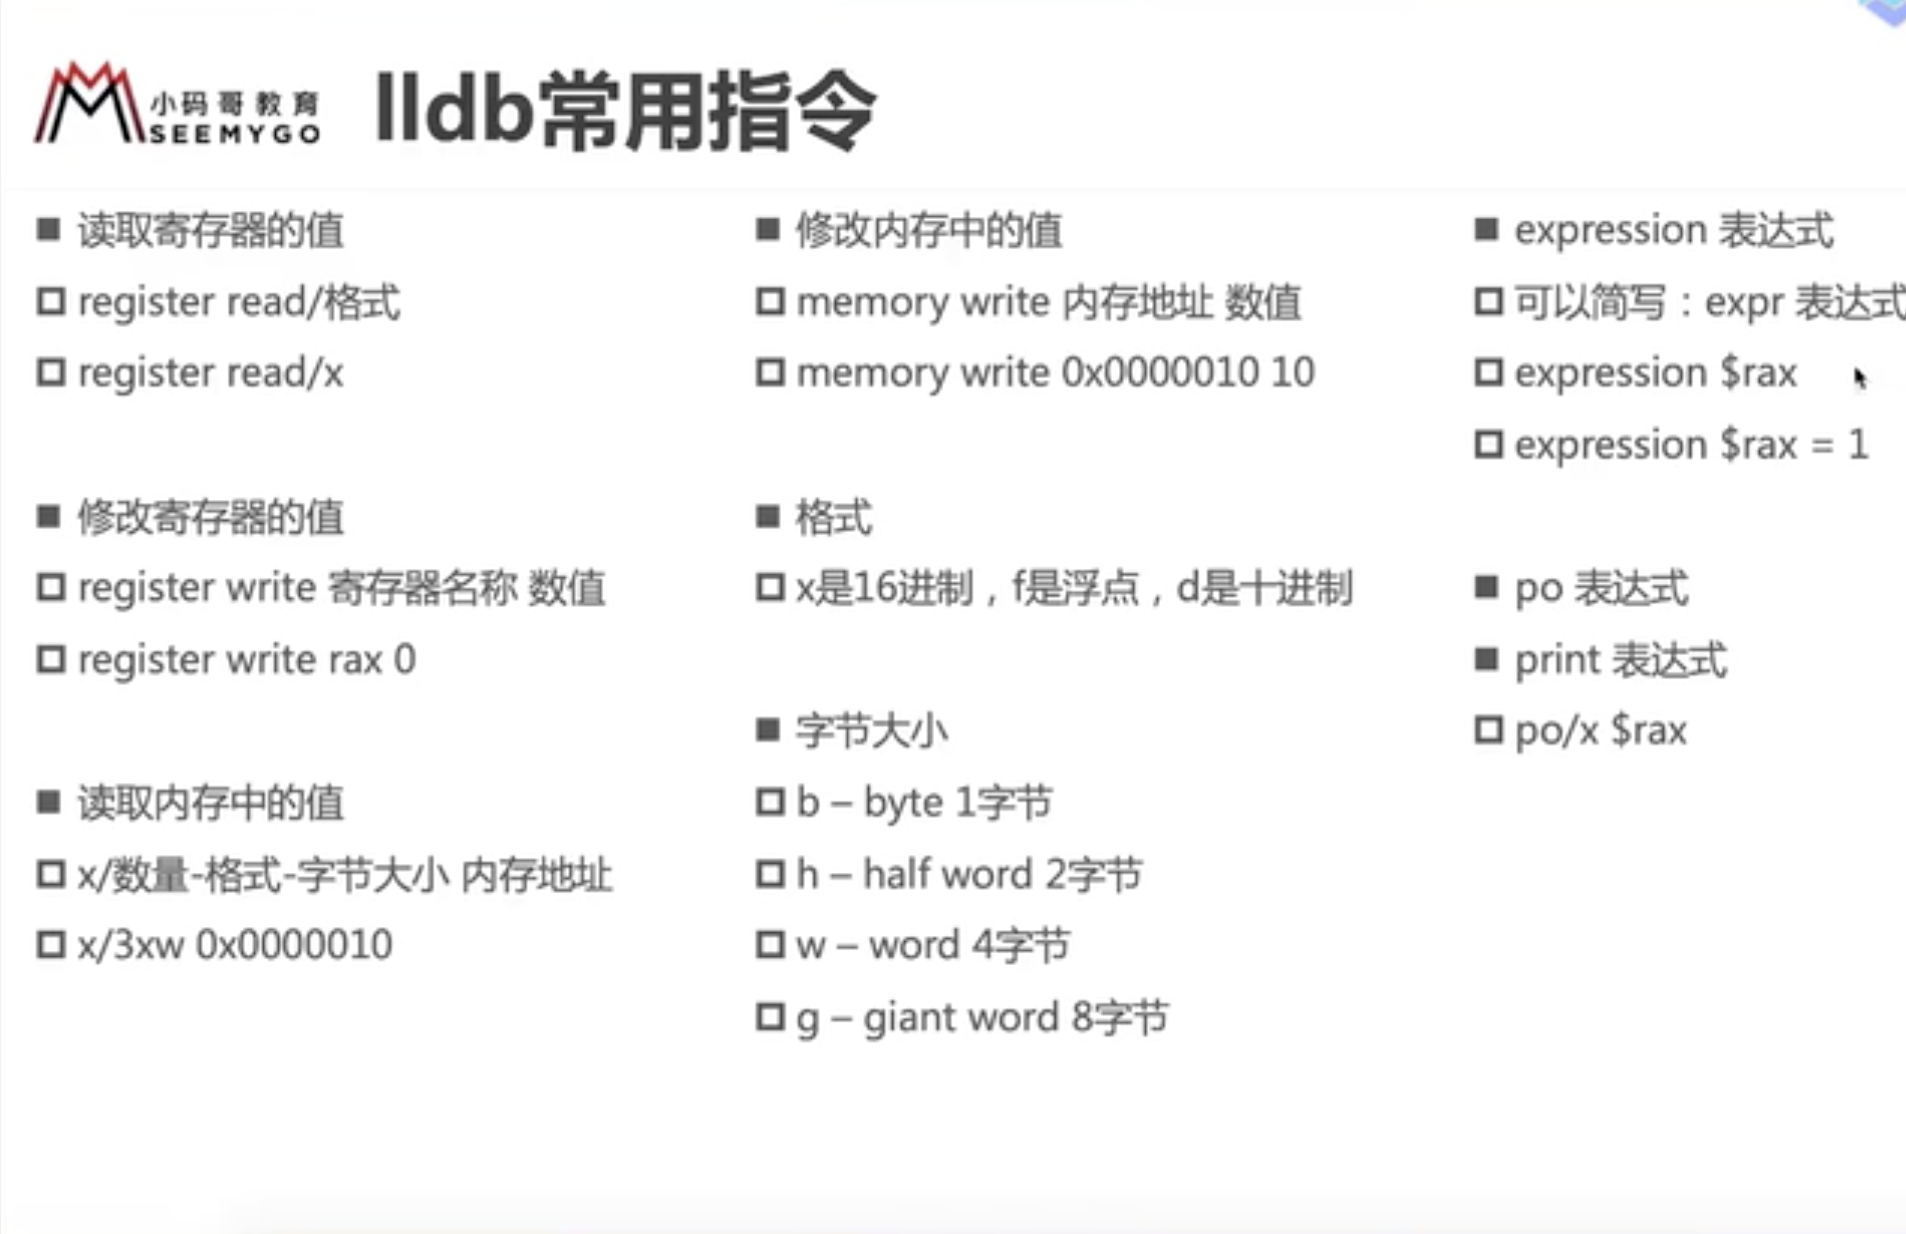 小码哥教育
SEEMYGO
lldb常用指令
读取寄存器的值
register read/格式
register read/x
修改寄存器的值
register write 寄存器名称 数值
register write rax 0
读取内存中的值
x/数量-格式-字节大小 内存地址
x/3xw 0x0000010
修改内存中的值
memory write 内存地址 数值
memory write 0x0000010 10
格式
x是16进制，f是浮点，d是十进制
字节大小
b – byte 1字节
h – half word 2字节
w – word 4字节
g – giant word 8字节
expression 表达式
可以简写：expr 表达式
expression $rax
expression $rax = 1
po 表达式
print 表达式
po/x $rax